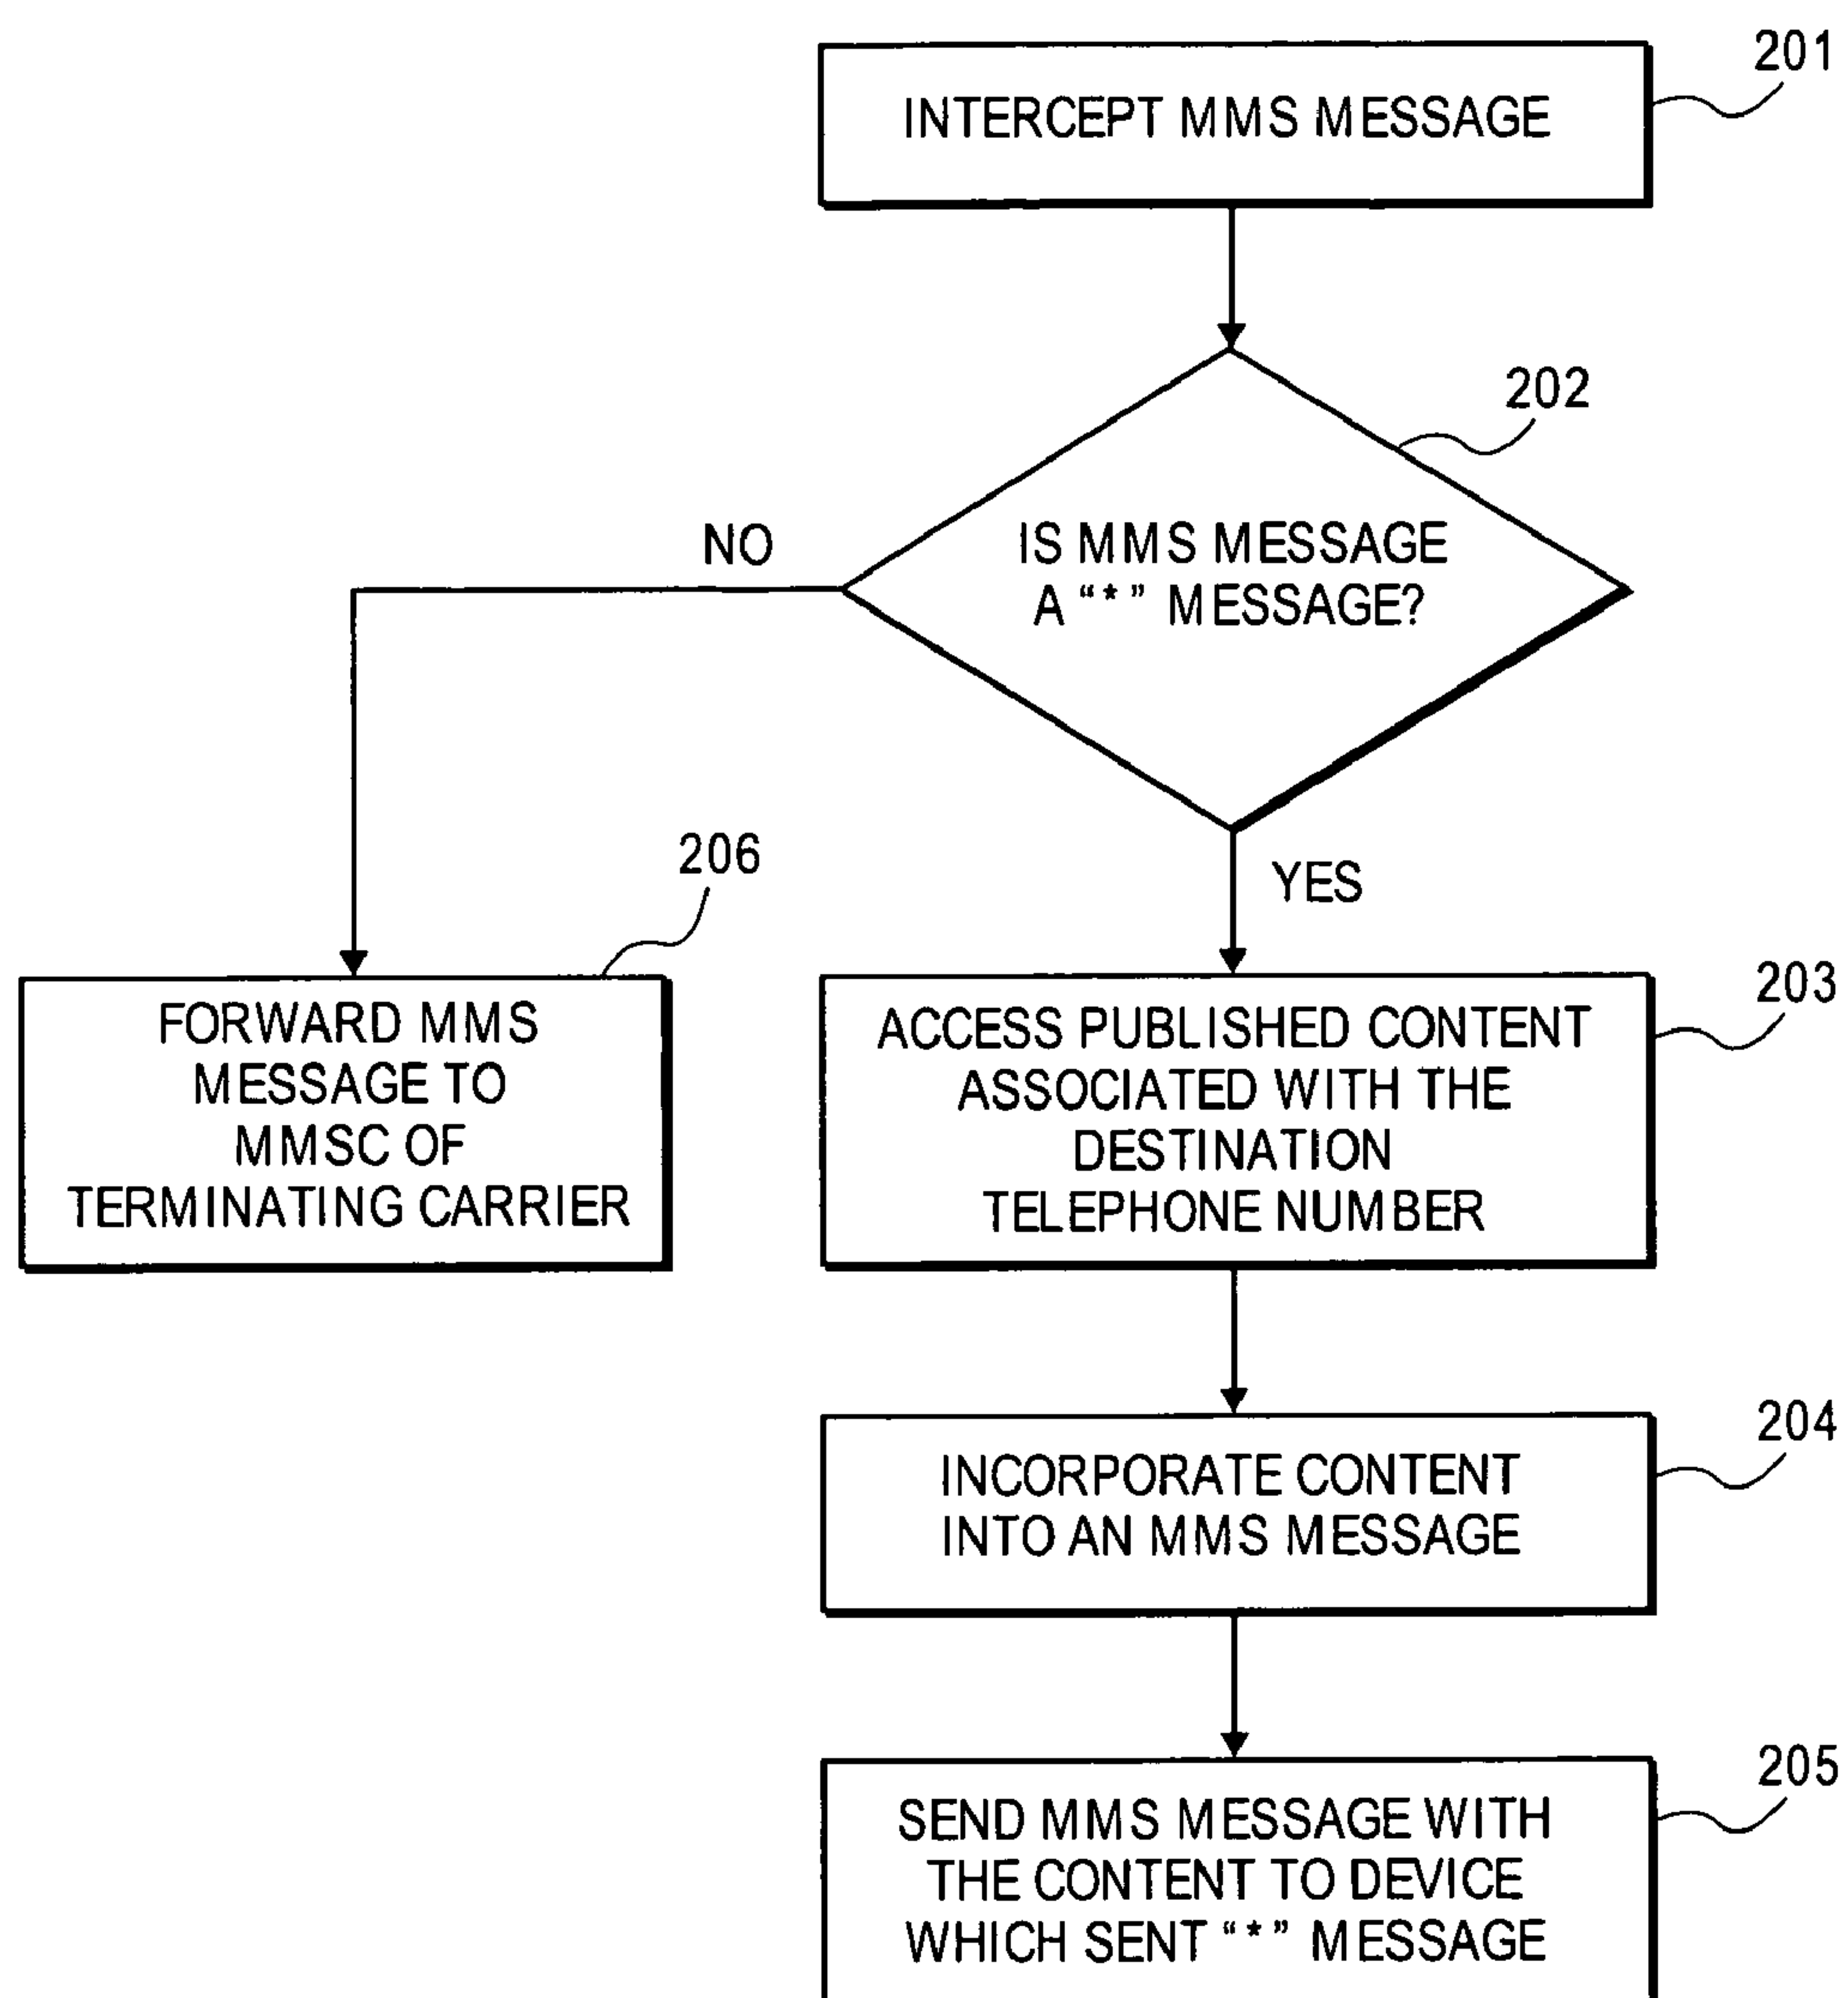 201
INTERCEPT MMS MESSAGE
202
IS MMS MESSAGE
A “*” MESSAGE?
NO
YES
206
FORWARD MMS
MESSAGE TO
MMSC OF
TERMINATING CARRIER
203
ACCESS PUBLISHED CONTENT
ASSOCIATED WITH THE
DESTINATION
TELEPHONE NUMBER
204
INCORPORATE CONTENT
INTO AN MMS MESSAGE
205
SEND MMS MESSAGE WITH
THE CONTENT TO DEVICE
WHICH SENT “*” MESSAGE